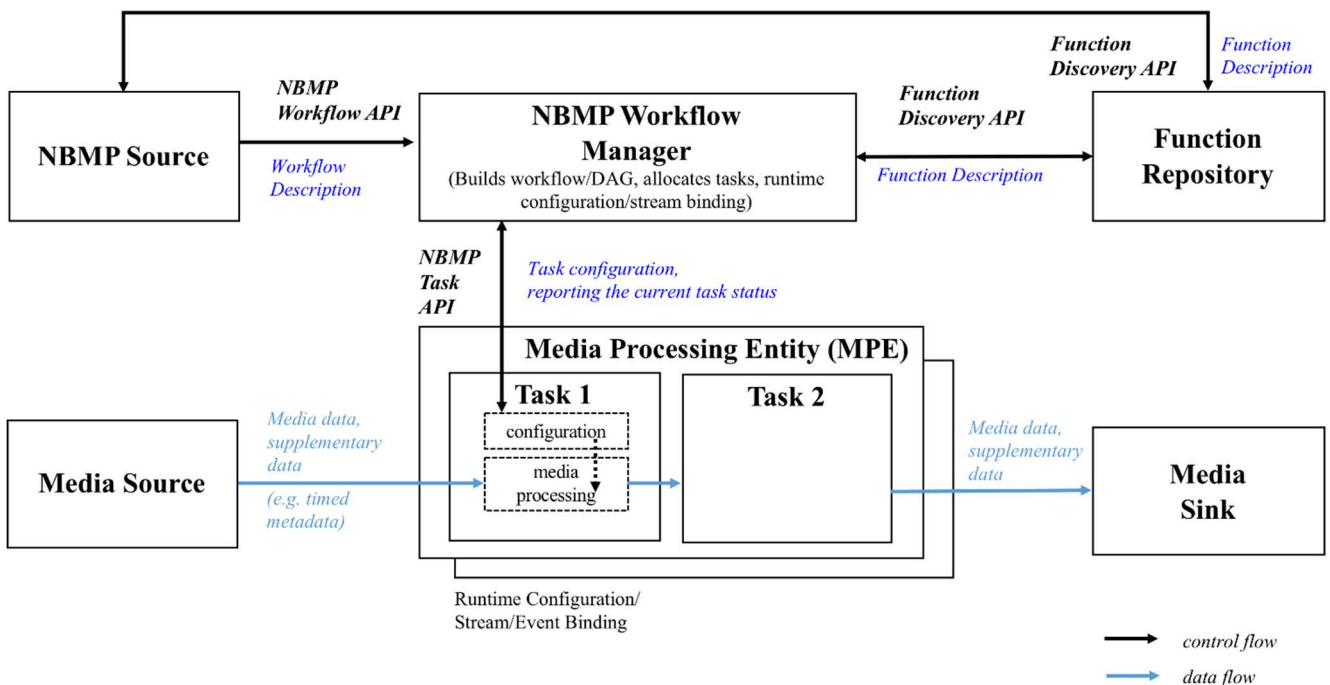 Function
Discovery API
Function
Description
NBMP
Workflow API
Function
Discovery API
NBMP Source
Workflow
Description
NBMP Workflow
Manager
(Builds workflow/DAG, allocates tasks, runtime
configuration/stream binding)
Function Description
Function
Repository
NBMP
Task
API
Task configuration,
reporting the current task status
Media Processing Entity (MPE)
Task 1
Task 2
configuration
media
processing
Media Source
Media data,
supplementary
data
(e.g. timed
metadata)
Media data,
supplementary
data
Media
Sink
Runtime Configuration/
Stream/Event Binding
control flow
data flow